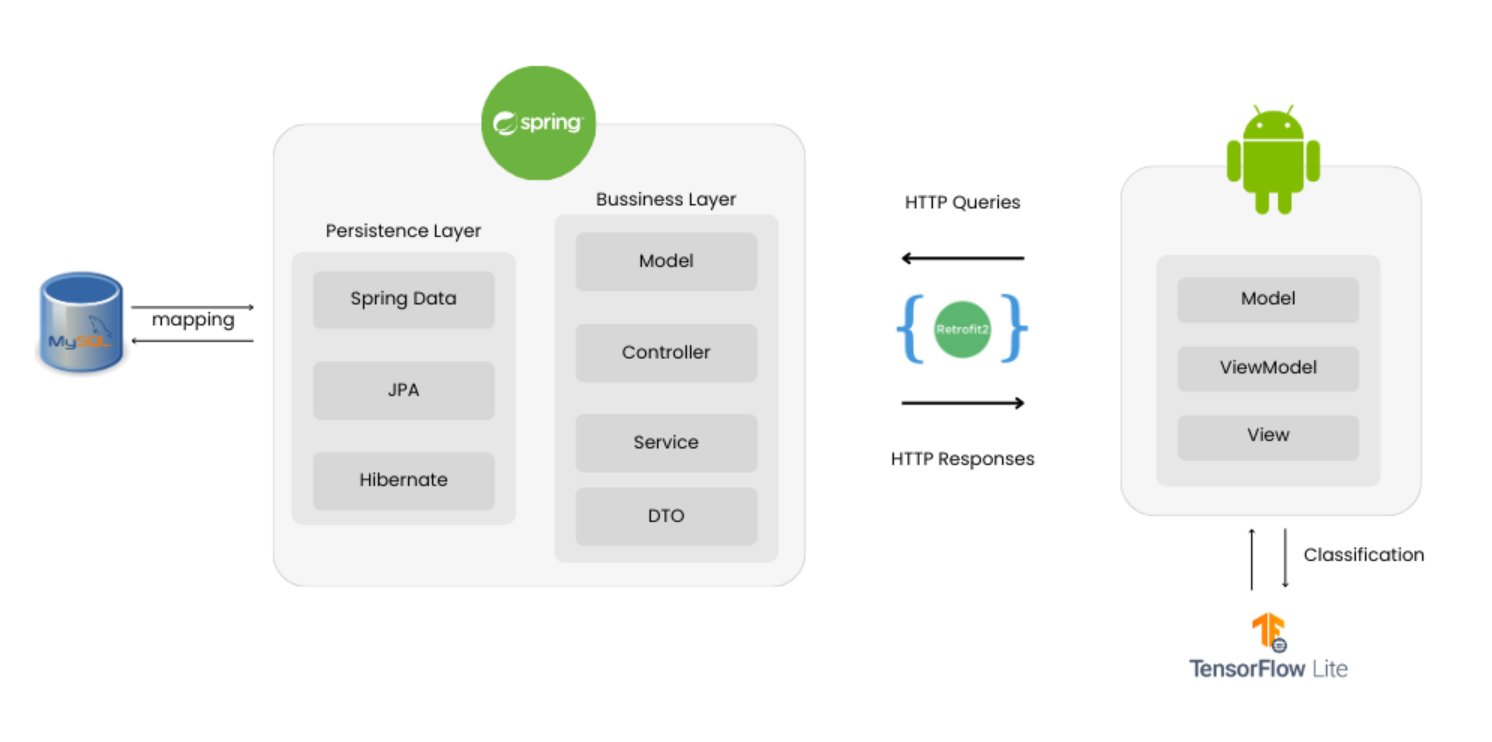 spring
Bussiness Layer
Persistence Layer
Model
Spring Data
Controller
JPA
Service
Hibernate
DTO
MySQL
mapping
HTTP Queries
{ Retrofit2 }
HTTP Responses
Model
ViewModel
View
Classification
TensorFlow Lite